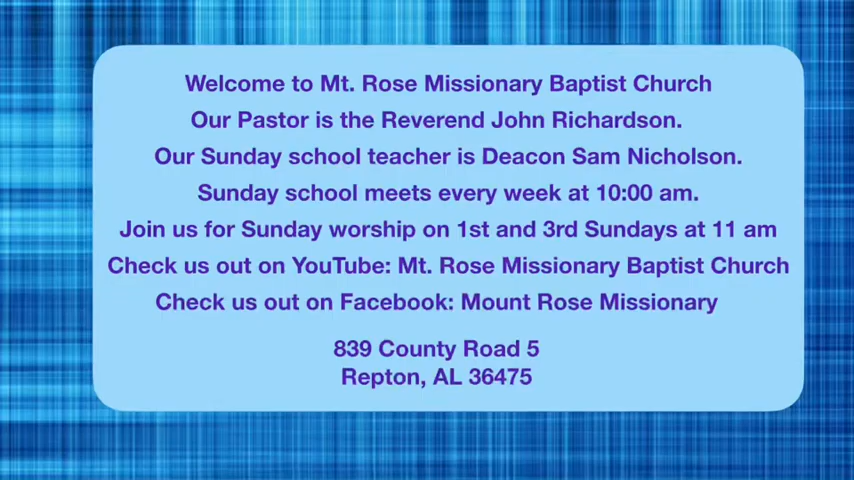 Welcome to Mt. Rose Missionary Baptist Church
Our Pastor is the Reverend John Richardson.
Our Sunday school teacher is Deacon Sam Nicholson.
Sunday school meets every week at 10:00 am.
Join us for Sunday worship on 1st and 3rd Sundays at 11 am
Check us out on YouTube: Mt. Rose Missionary Baptist Church
Check us out on Facebook: Mount Rose Missionary
839 County Road 5
Repton, AL 36475